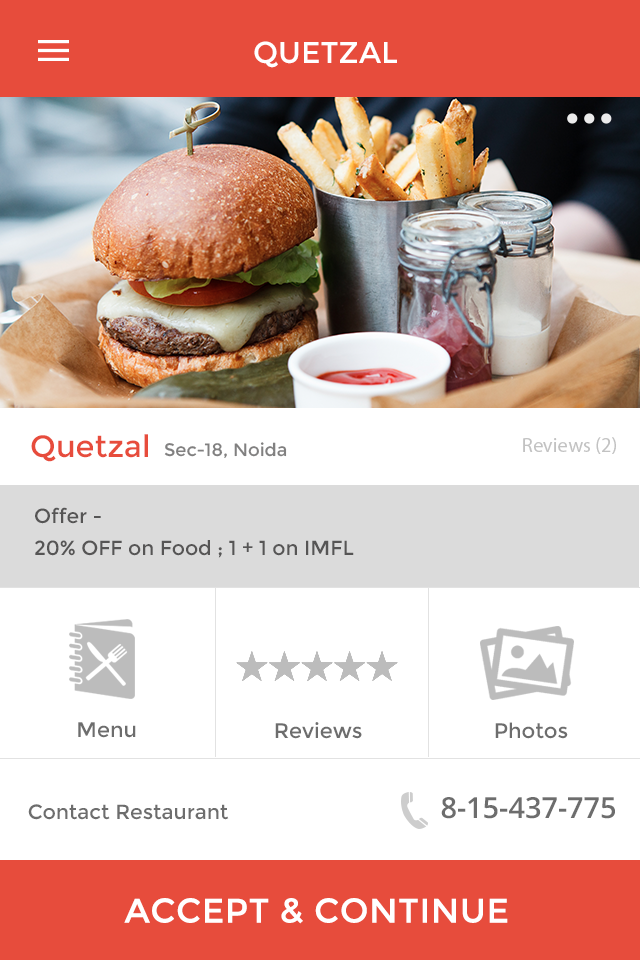 QUETZAL
Quetzal Sec-18, Noida Reviews (2)
Offer -
20% OFF on Food ; 1 + 1 on IMFL
Menu Reviews Photos
Contact Restaurant 8-15-437-775
ACCEPT & CONTINUE